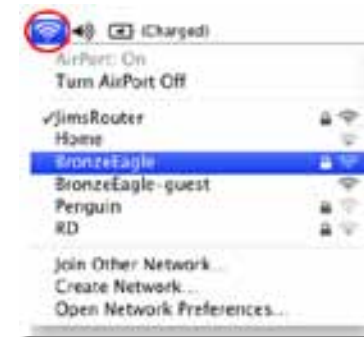 (Charged)
AirPort: On
Turn AirPort Off
✓JimsRouter
Home
BronzeEagle
BronzeEagle-guest
Penguin
RD
Join Other Network...
Create Network...
Open Network Preferences...